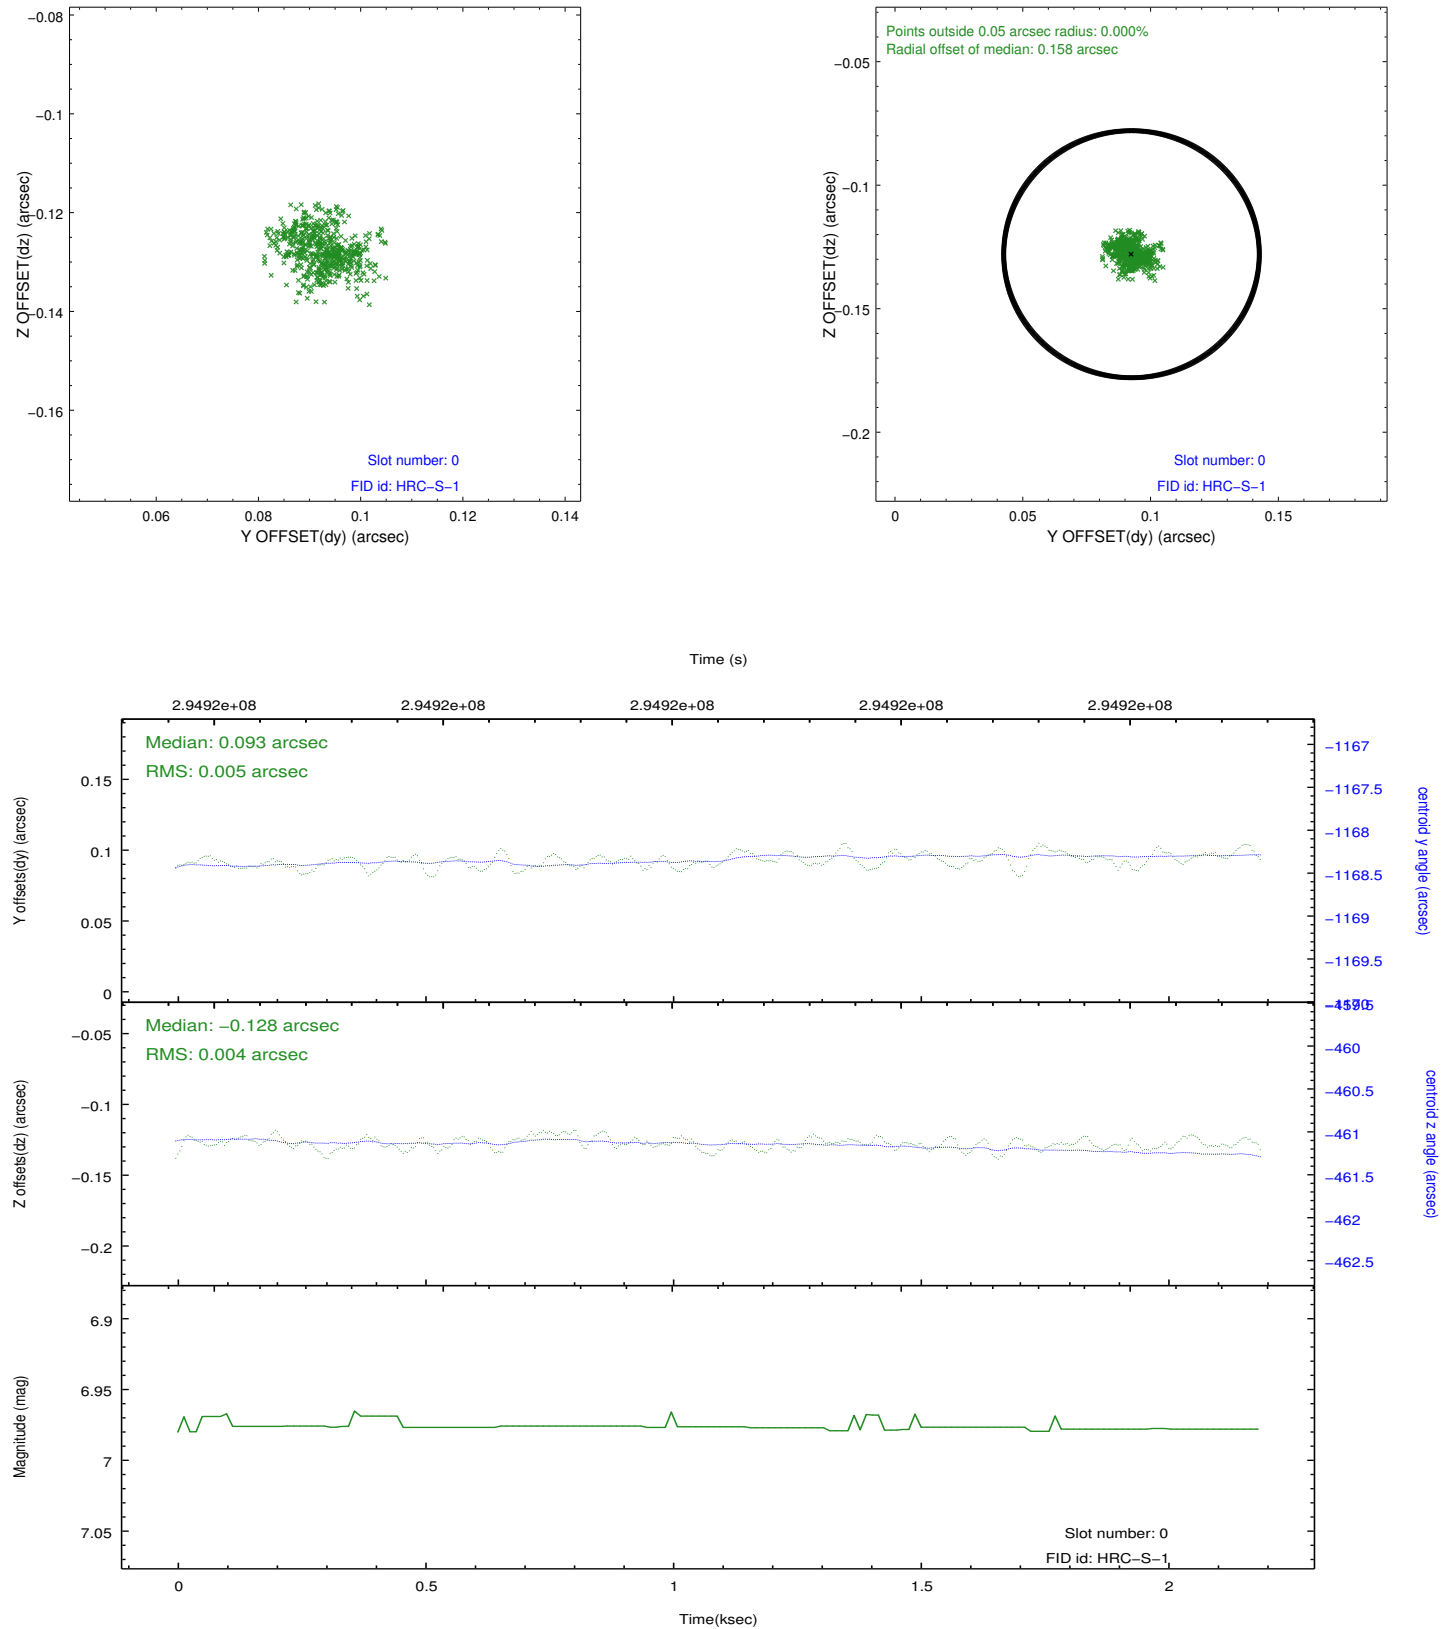 −0.08
−0.1
−0.12
−0.14
−0.16
Z OFFSET(dz) (arcsec)
Slot number: 0
FID id: HRC−S−1
0.06 0.08 0.1 0.12 0.14
Y OFFSET(dy) (arcsec)
Points outside 0.05 arcsec radius: 0.000%
Radial offset of median: 0.158 arcsec
−0.05
−0.1
−0.15
−0.2
Z OFFSET(dz) (arcsec)
Slot number: 0
FID id: HRC−S−1
0 0.05 0.1 0.15
Y OFFSET(dy) (arcsec)
Time (s)
2.9492e+08 2.9492e+08 2.9492e+08 2.9492e+08 2.9492e+08
Median: 0.093 arcsec
RMS: 0.005 arcsec
0.15
0.1
0.05
0
Y offsets(dy) (arcsec)
−1167
−1167.5
−1168
−1168.5
−1169
−1169.5
−1170
centroid y angle (arcsec)
Median: −0.128 arcsec
RMS: 0.004 arcsec
−0.05
−0.1
−0.15
−0.2
Z offsets(dz) (arcsec)
−459.5
−460
−460.5
−461
−461.5
−462
−462.5
centroid z angle (arcsec)
6.9
6.95
7
7.05
Magnitude (mag)
Slot number: 0
FID id: HRC−S−1
0 0.5 1 1.5 2
Time(ksec)